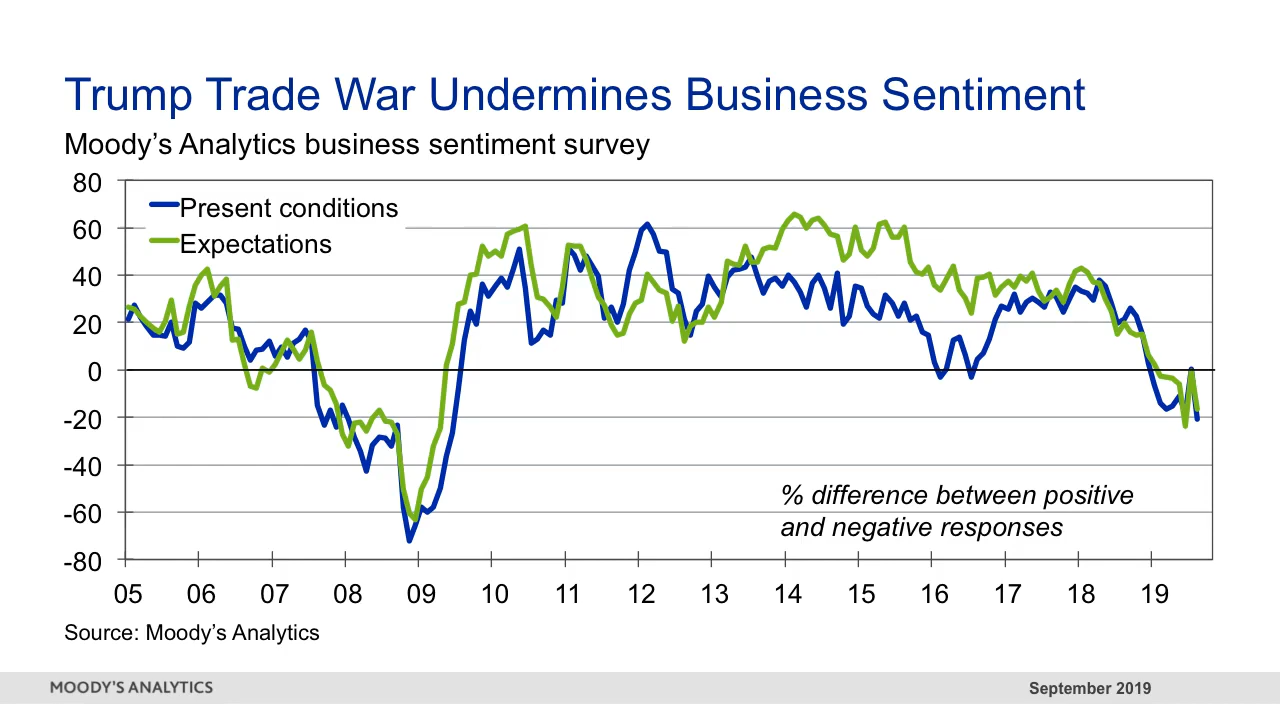 Trump Trade War Undermines Business Sentiment
Moody’s Analytics business sentiment survey
80
60
40
20
0
-20
-40
-60
-80
Present conditions
Expectations
% difference between positive
and negative responses
05 06 07 08 09 10 11 12 13 14 15 16 17 18 19
Source: Moody’s Analytics
MOODY'S ANALYTICS
September 2019